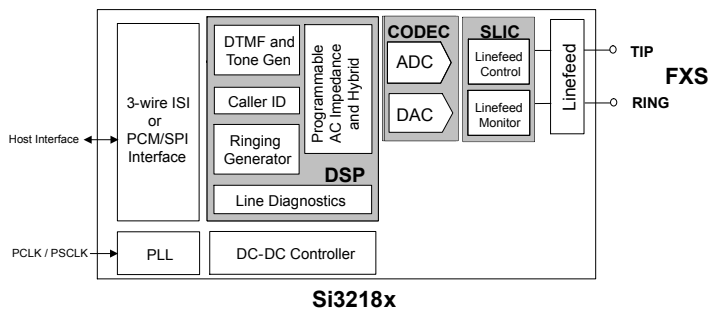 DTMF and
Tone Gen
Caller ID
Ringing
Generator
Line Diagnostics
Programmable
AC Impedance
and Hybrid
DSP
CODEC
ADC
DAC
SLIC
Linefeed
Control
Linefeed
Monitor
Linefeed
TIP
FXS
RING
Host Interface
3-wire ISI
or
PCM/SPI
Interface
PCLK / PSCLK
PLL
DC-DC Controller
Si3218x